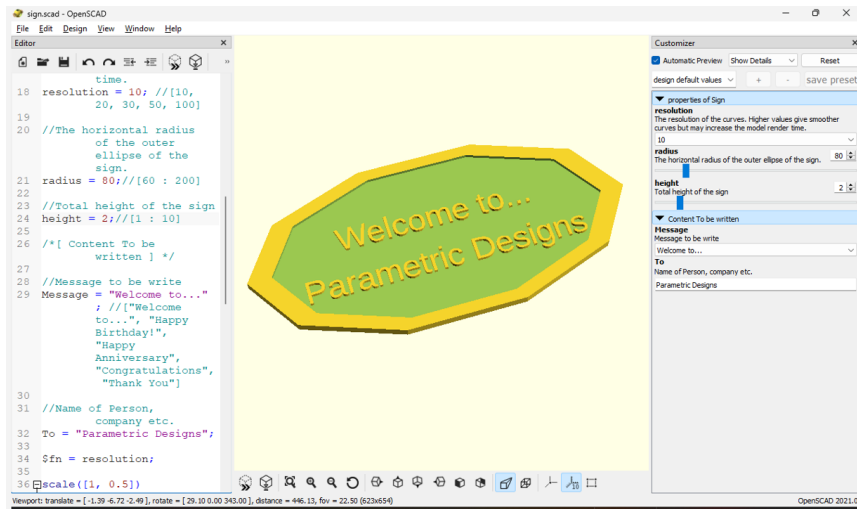 sign.scad - OpenSCAD
File Edit Design View Window Help
Editor
time.
18 resolution = 10; //[10,
20, 30, 50, 100]
19
20 //The horizontal radius
of the outer
ellipse of the
sign.
21 radius = 80;//[60 : 200]
22
23 //Total height of the sign
24 height = 2;//[1 : 10]
25
26 /*[ Content To be
written ] */
27
28 //Message to be write
29 Message = "Welcome to..."
; //["Welcome
to...", "Happy
Birthday!",
"Happy
Anniversary",
"Congratulations",
"Thank You"]
30
31 //Name of Person,
company etc.
32 To = "Parametric Designs";
33
34 $fn = resolution;
35
36 scale([1, 0.5])
Welcome to...
Parametric Designs
Customizer
Automatic Preview Show Details Reset
design default values + - save preset
properties of Sign
resolution
The resolution of the curves. Higher values give smoother
curves but may increase the model render time.
10
radius
The horizontal radius of the outer ellipse of the sign. 80
height
Total height of the sign 2
Content To be written
Message
Message to be write
Welcome to...
To
Name of Person, company etc.
Parametric Designs
Viewport: translate = [ -1.39 -6.72 -2.49 ], rotate = [ 29.10 0.00 343.00 ], distance = 446.13, fov = 22.50 (623x654) OpenSCAD 2021.0